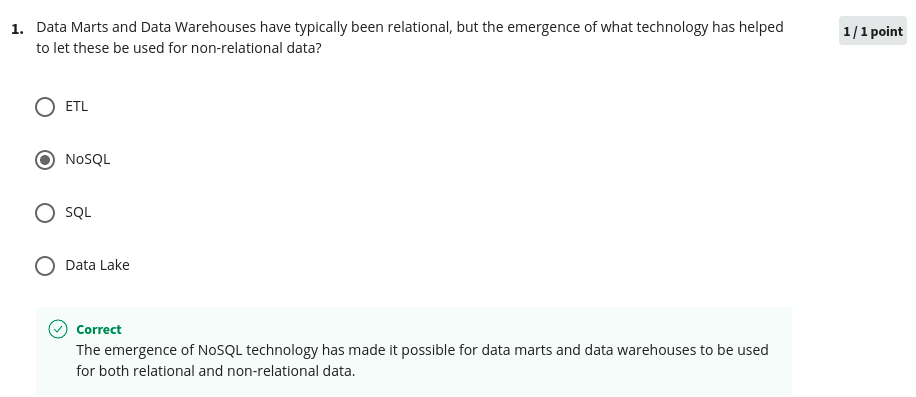 1. Data Marts and Data Warehouses have typically been relational, but the emergence of what technology has helped
to let these be used for non-relational data?
1 / 1 point
ETL
NoSQL
SQL
Data Lake
Correct
The emergence of NoSQL technology has made it possible for data marts and data warehouses to be used
for both relational and non-relational data.